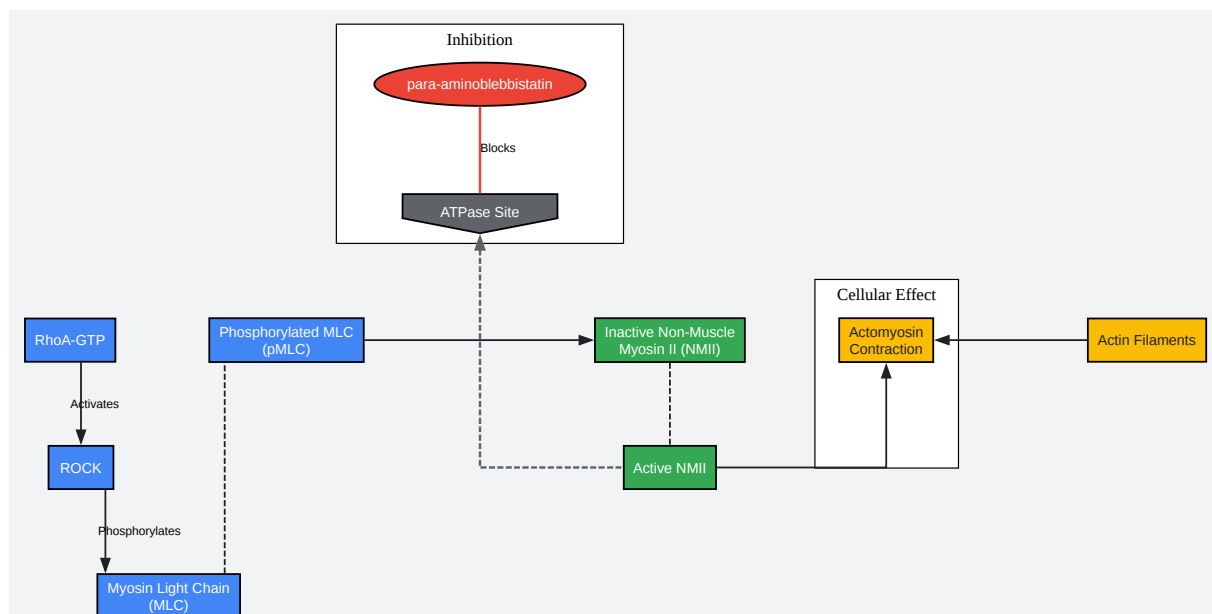 Inhibition
para-aminoblebbistatin
Blocks
ATPase Site
Cellular Effect
RhoA-GTP
Phosphorylated MLC
(pMLC)
Inactive Non-Muscle
Myosin II (NMII)
Actomyosin
Contraction
Actin Filaments
Activates
ROCK
Active NMII
Phosphorylates
Myosin Light Chain
(MLC)